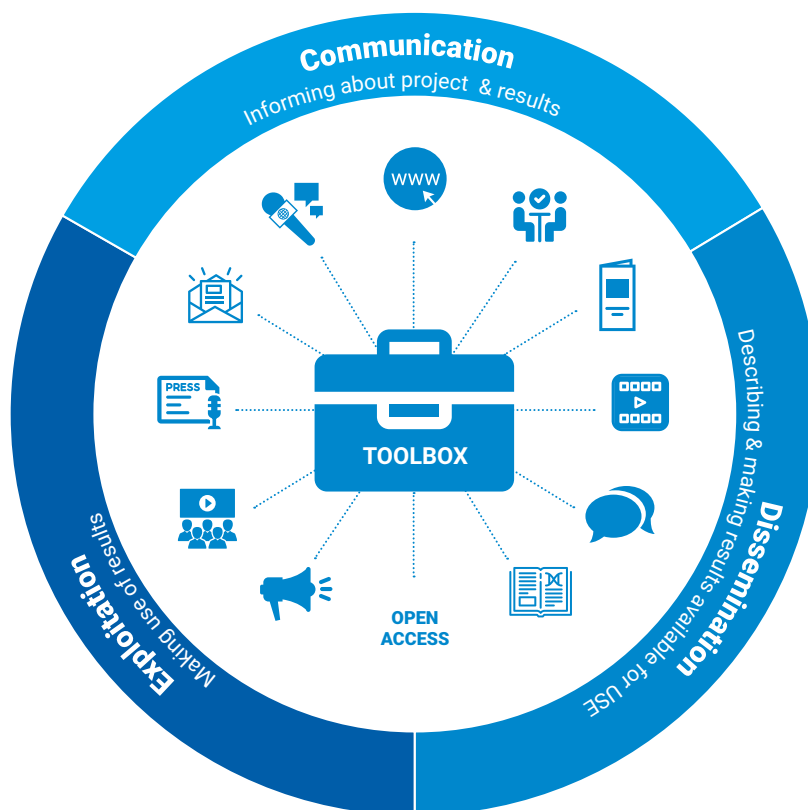 Communication
Informing about project & results
www
PRESS
TOOLBOX
OPEN
ACCESS
Dissemination
Describing & making results available for USE
Exploitation
Making use of results